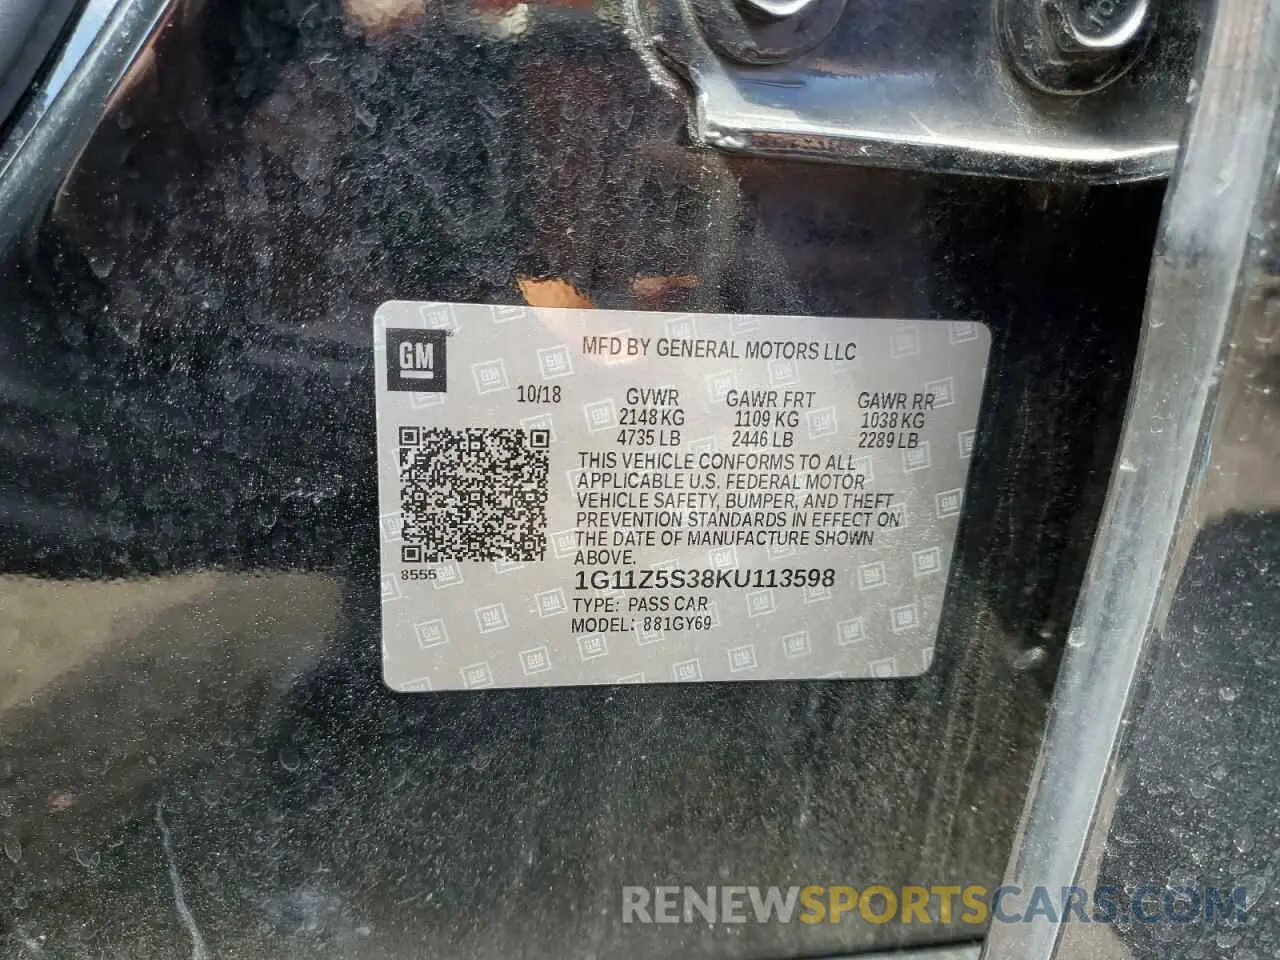 GM
MFD BY GENERAL MOTORS LLC
10/18 GVWR GAWR FRT GAWR RR
2148 KG 1109 KG 1038 KG
4735 LB 2446 LB 2289 LB
THIS VEHICLE CONFORMS TO ALL
APPLICABLE U.S. FEDERAL MOTOR
VEHICLE SAFETY, BUMPER, AND THEFT
PREVENTION STANDARDS IN EFFECT ON
THE DATE OF MANUFACTURE SHOWN
ABOVE.
8555
1G11Z5S38KU113598
TYPE: PASS CAR
MODEL: 881GY69
RENEWSPORTSCARS.COM